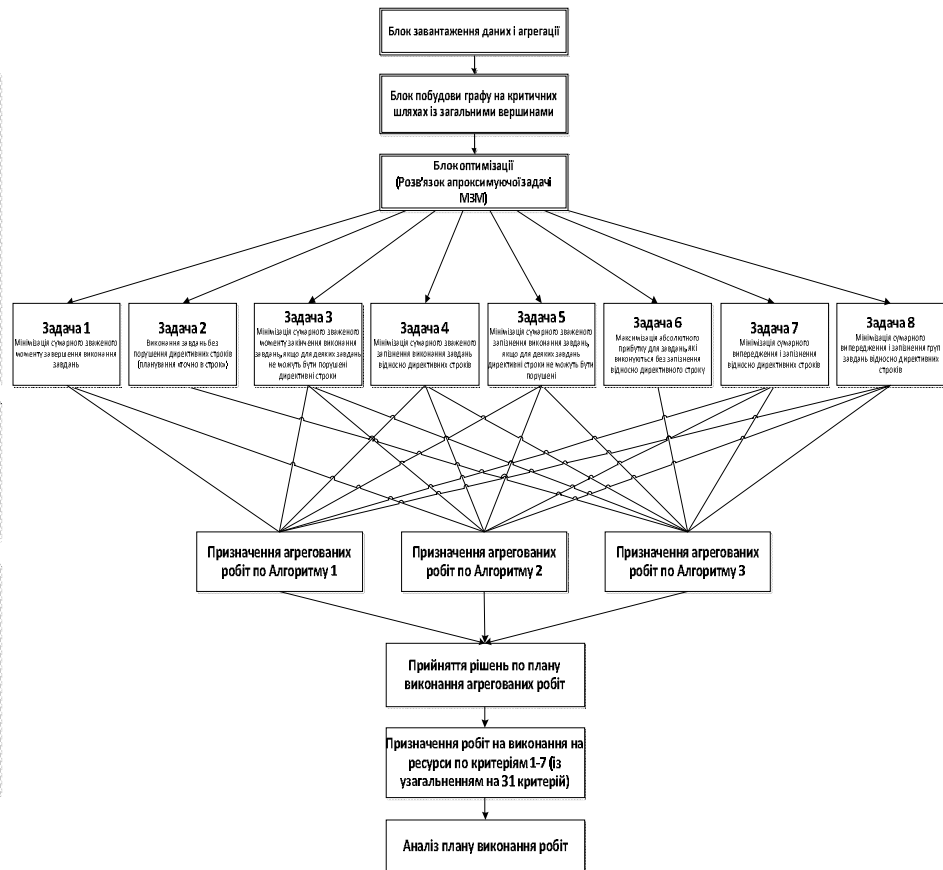 Блок завантаження даних і агрегації
Блок побудови графу на критичних
шляхах із загальними вершинами
Блок оптимізації
(Розв'язок апроксимуючої задачі
МЗМ)
Задача 1
Мінімізація сумарного зваженого
моменту завершення виконання
завдань
Задача 2
Виконання завдань без
порушення директивних строків
(планування «точно в строк»)
Задача 3
Мінімізація сумарного зваженого
моменту закінчення виконання
завдань, якщо для деяких завдань
не можуть бути порушені
директивні строки
Задача 4
Мінімізація сумарного зваженого
запізнення виконання завдань
відносно директивних строків
Задача 5
Мінімізація сумарного зваженого
запізнення виконання завдань,
якщо для деяких завдань
директивні строки не можуть бути
порушені
Задача 6
Максимізація абсолютного
прибутку для завдань, які
виконуються без запізнення
відносно директивного строку
Задача 7
Мінімізація сумарного
випередження і запізнення
відносно директивних строків
Задача 8
Мінімізація сумарного
випередження і запізнення груп
завдань відносно директивних
строків
Призначення агрегованих
робіт по Алгоритму 1
Призначення агрегованих
робіт по Алгоритму 2
Призначення агрегованих
робіт по Алгоритму 3
Прийняття рішень по плану
виконання агрегованих робіт
Призначення робіт на виконання на
ресурси по критеріям 1-7 (із
узагальненням на 31 критерій)
Аналіз плану виконання робіт